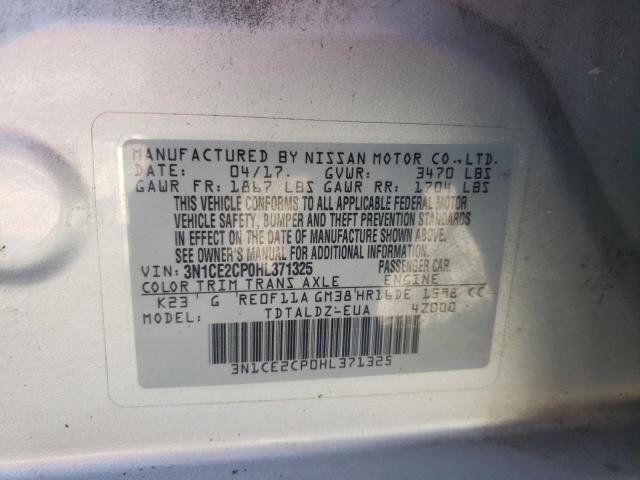 MANUFACTURED BY NISSAN MOTOR CO.,LTD.
DATE: 04/17. GVWR: 3470 LBS
GAWR FR: 1867 LBS GAWR RR: 1704 LBS
THIS VEHICLE CONFORMS TO ALL APPLICABLE FEDERAL MOTOR
VEHICLE SAFETY, BUMPER AND THEFT PREVENTION STANDARDS
IN EFFECT ON THE DATE OF MANUFACTURE SHOWN ABOVE.
SEE OWNER'S MANUAL FOR ADDITIONAL INFORMATION.
VIN: 3N1CE2CP0HL371325 PASSENGER CAR.
COLOR TRIM TRANS AXLE ENGINE
K23 G RE0F11A GM38 HR16DE 1598 CC
MODEL: TDTALDZ-EUA 4Z000
3N1CE2CP0HL371325